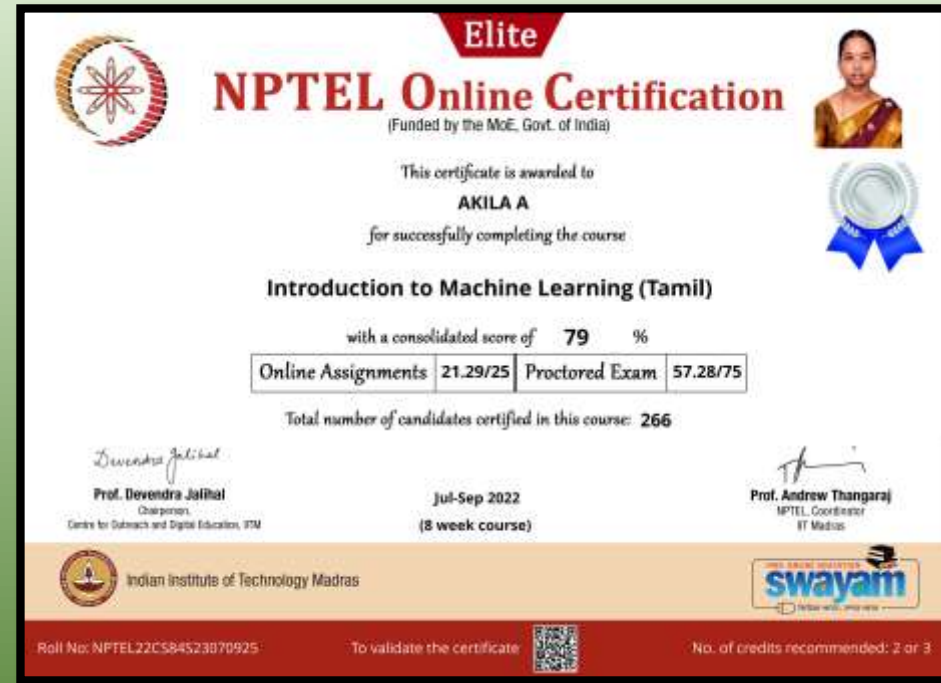 Elite
NPTEL Online Certification
(Funded by the MoE, Govt. of India)
This certificate is awarded to
AKILA A
for successfully completing the course
Introduction to Machine Learning (Tamil)
with a consolidated score of 79 %
Online Assignments 21.29/25 Proctored Exam 57.28/75
Total number of candidates certified in this course: 266
Devendra Jalihal
Prof. Devendra Jalihal
Chairperson,
Centre for Outreach and Digital Education, IITM
Jul-Sep 2022
(8 week course)
Prof. Andrew Thangaraj
NPTEL, Coordinator
IIT Madras
Indian Institute of Technology Madras
swayam
Roll No: NPTEL22CS84S23070925
To validate the certificate
No. of credits recommended: 2 or 3